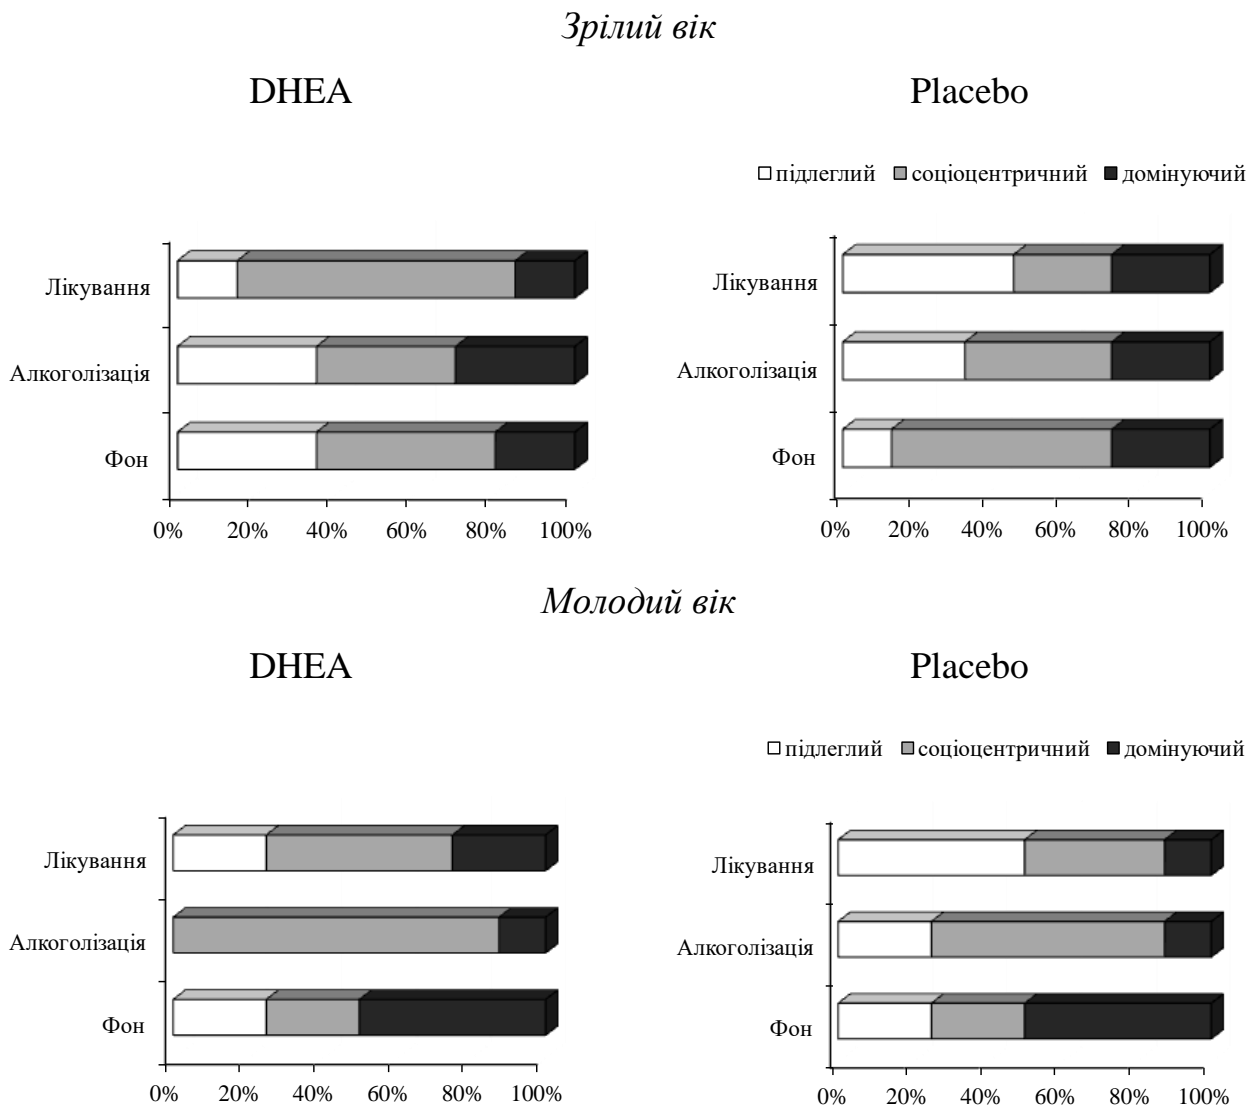 Зрілий вік
DHEA Placebo
підлеглий соціоцентричний домінуючий
Лікування
Алкоголізація
Фон
0% 20% 40% 60% 80% 100%
Лікування
Алкоголізація
Фон
0% 20% 40% 60% 80% 100%
Молодий вік
DHEA Placebo
підлеглий соціоцентричний домінуючий
Лікування
Алкоголізація
Фон
0% 20% 40% 60% 80% 100%
Лікування
Алкоголізація
Фон
0% 20% 40% 60% 80% 100%